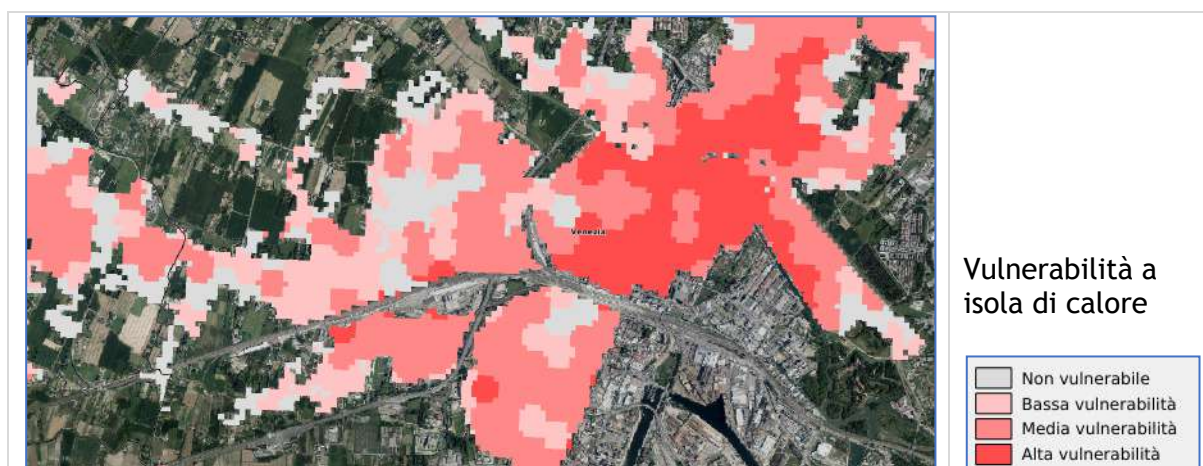 Venezia
Vulnerabilità a
isola di calore
Non vulnerabile
Bassa vulnerabilità
Media vulnerabilità
Alta vulnerabilità